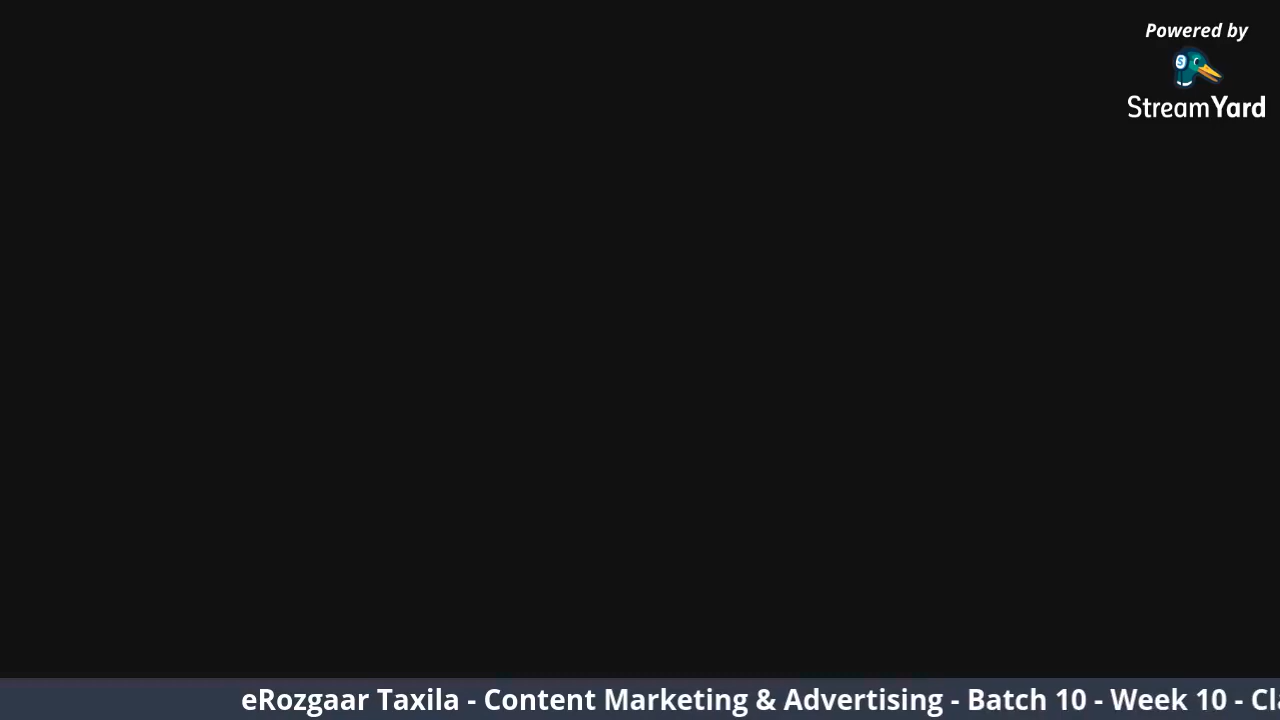 Powered by
S
StreamYard
eRozgaar Taxila - Content Marketing & Advertising - Batch 10 - Week 10 -